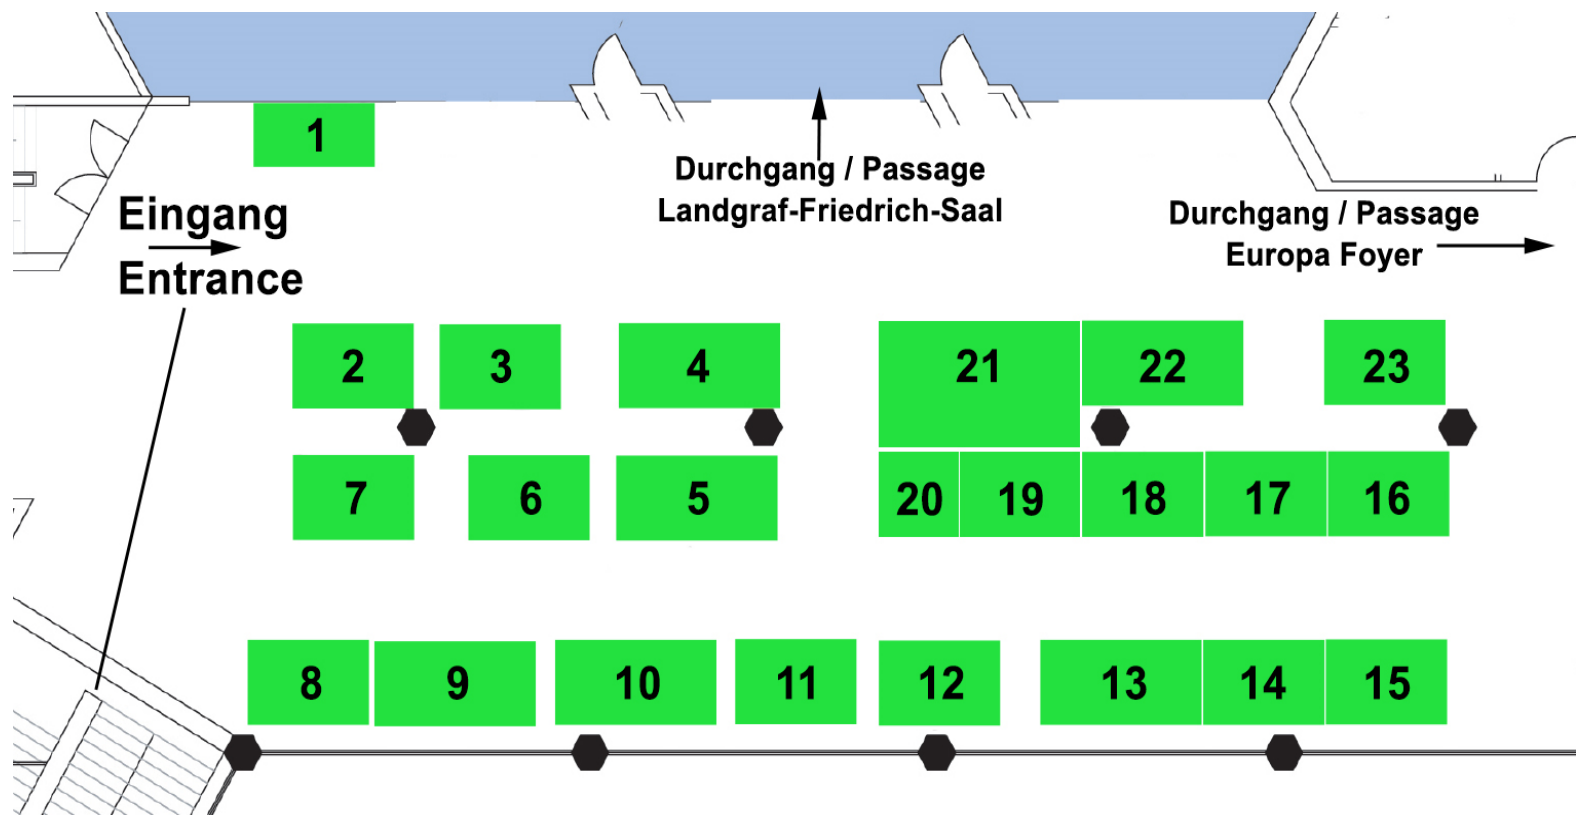 1
Durchgang / Passage
Landgraf-Friedrich-Saal
Eingang
Entrance
Durchgang / Passage
Europa Foyer
2 3 4 21 22 23
7 6 5 20 19 18 17 16
8 9 10 11 12 13 14 15